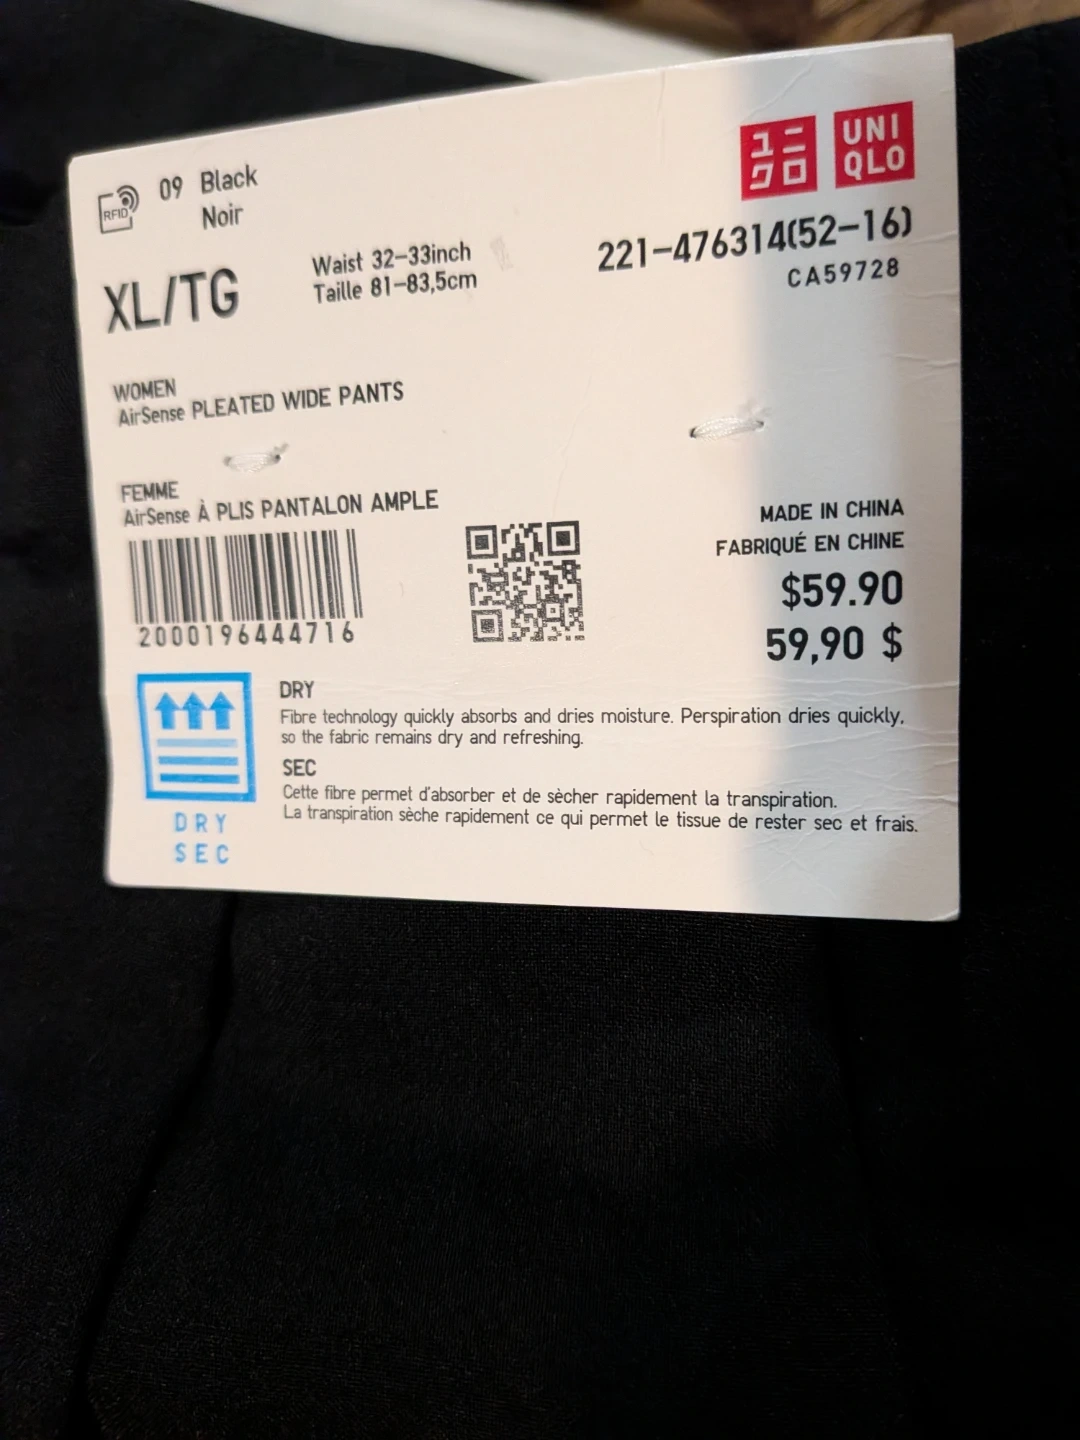 RFID
09 Black
Noir
ユニ
クロ
UNI
QLO
XL/TG
Waist 32–33inch
Taille 81–83,5cm
221–476314(52–16)
CA59728
WOMEN
AirSense PLEATED WIDE PANTS
FEMME
AirSense À PLIS PANTALON AMPLE
2000196444716
MADE IN CHINA
FABRIQUÉ EN CHINE
$59.90
59,90 $
DRY
SEC
DRY
Fibre technology quickly absorbs and dries moisture. Perspiration dries quickly,
so the fabric remains dry and refreshing.
SEC
Cette fibre permet d'absorber et de sècher rapidement la transpiration.
La transpiration sèche rapidement ce qui permet le tissue de rester sec et frais.